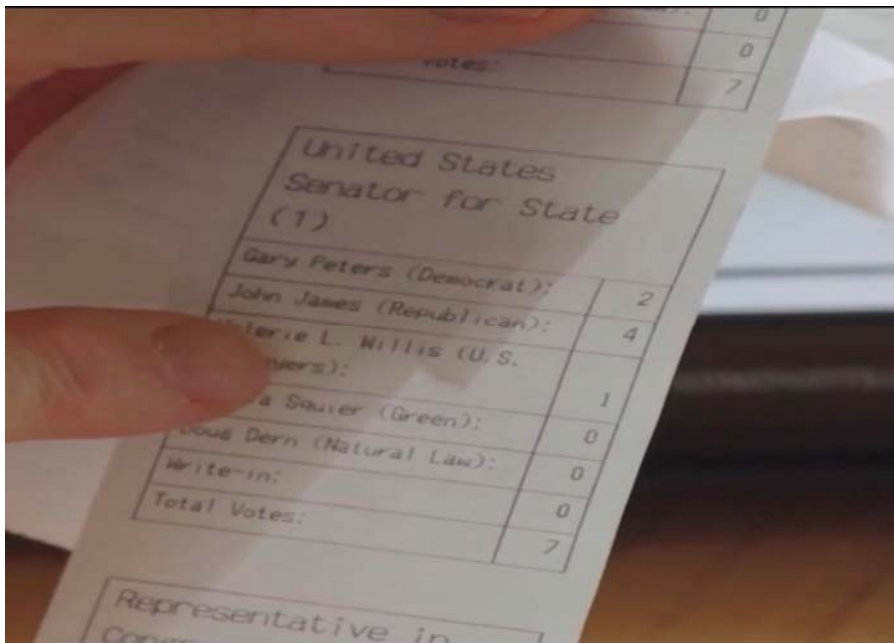 0
0
Votes: 7
United States
Senator for State
(1)
Gary Peters (Democrat): 2
John James (Republican): 4
L. Willis (U.S.
1
Squier (Green): 0
Doug Dern (Natural Law): 0
Write-in: 0
Total Votes: 7
Representative in